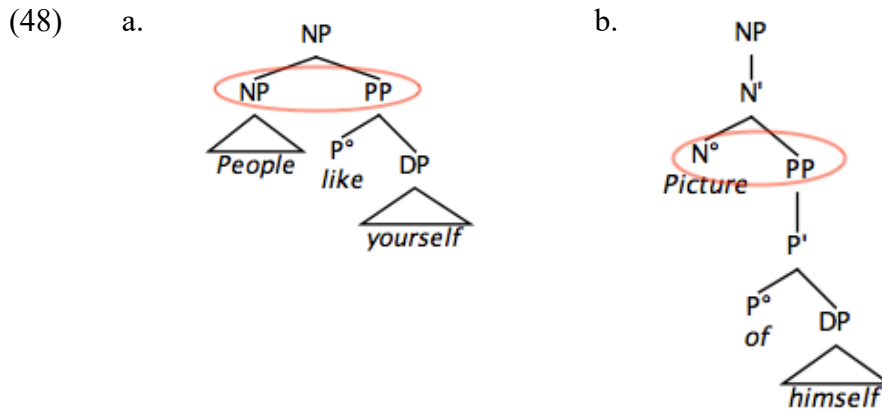 (48) a. b.
NP NP
NP PP N'
People P° N° PP
like DP Picture
yourself P'
P° DP
of
himself